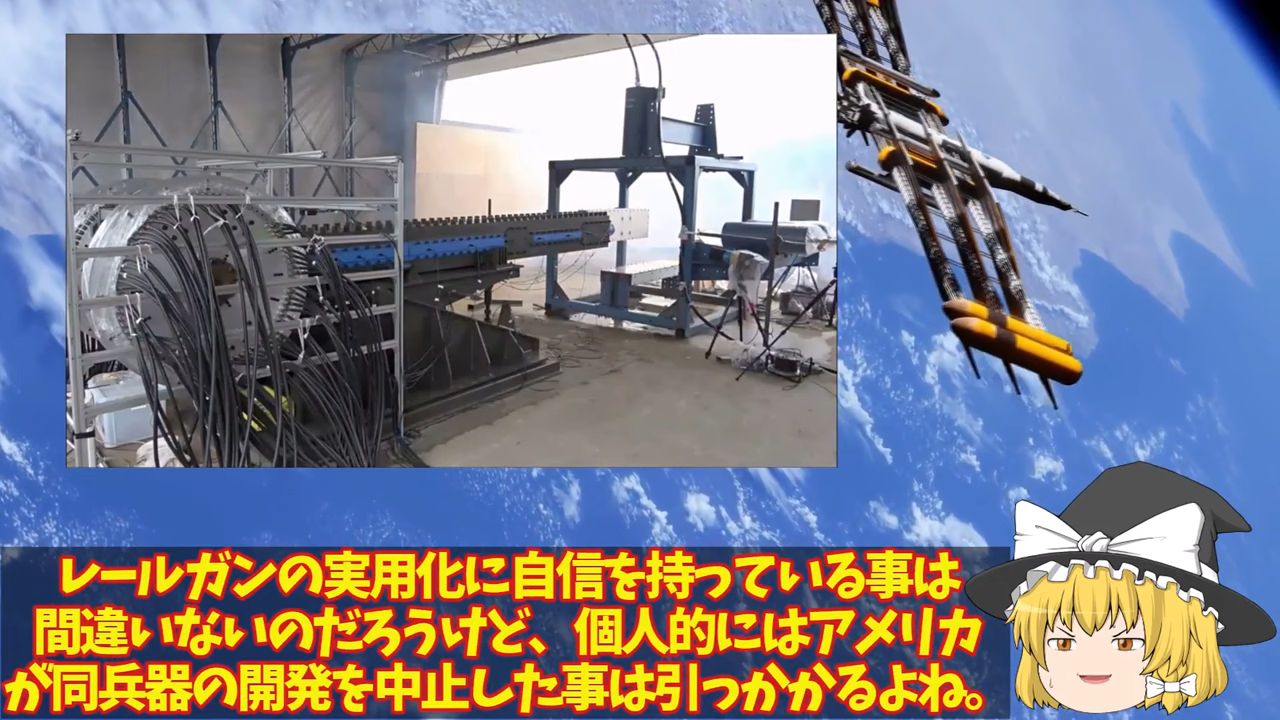 レールガンの実用化に自信を持っている事は
間違いないのだろうけど、個人的にはアメリカ
が同兵器の開発を中止した事は引っかかるよね。